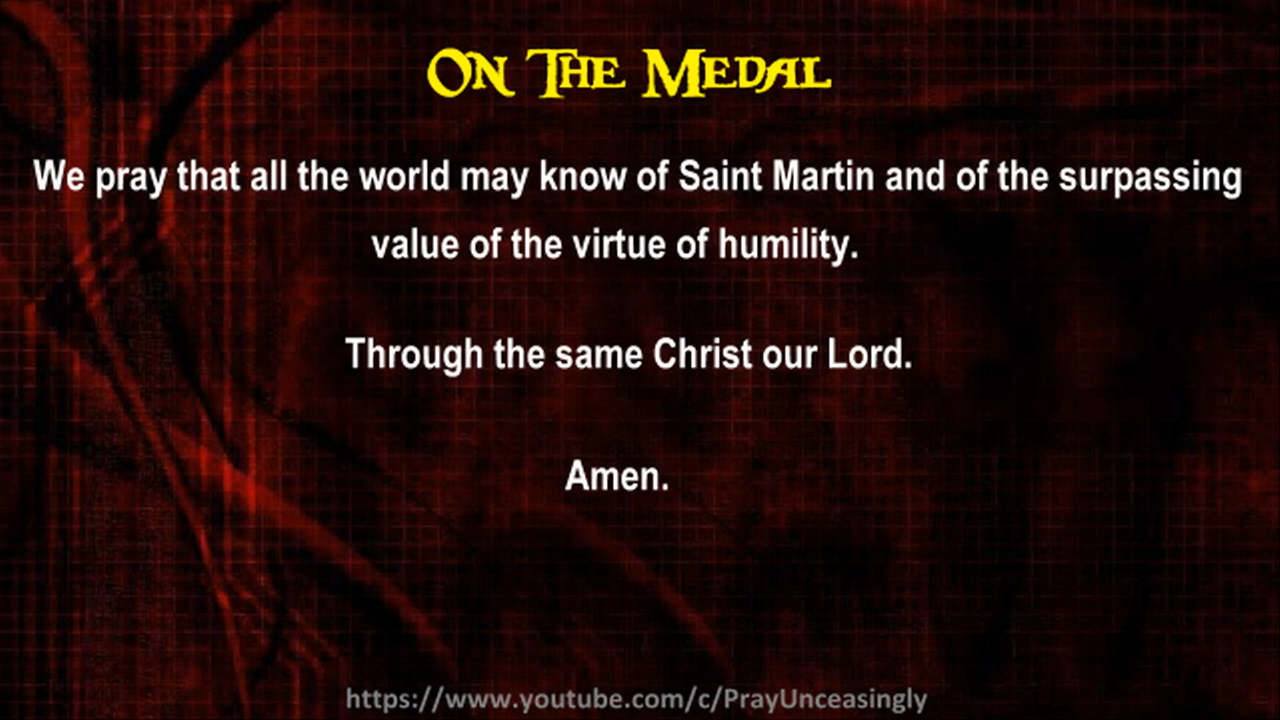 On The Medal
We pray that all the world may know of Saint Martin and of the surpassing
value of the virtue of humility.
Through the same Christ our Lord.
Amen.
https://www.youtube.com/c/PrayUnceasingly